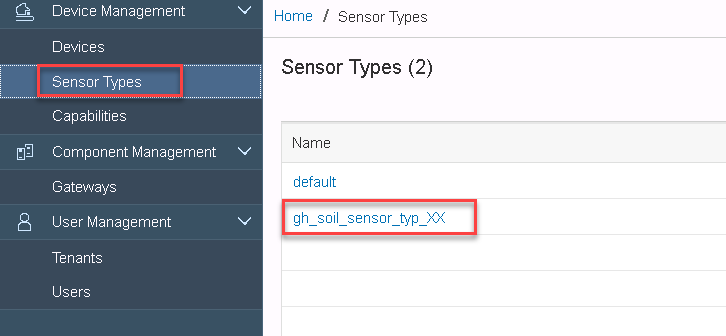 Device Management
Devices
Sensor Types
Capabilities
Component Management
Gateways
User Management
Tenants
Users
Home / Sensor Types
Sensor Types (2)
Name
default
gh_soil_sensor_typ_XX